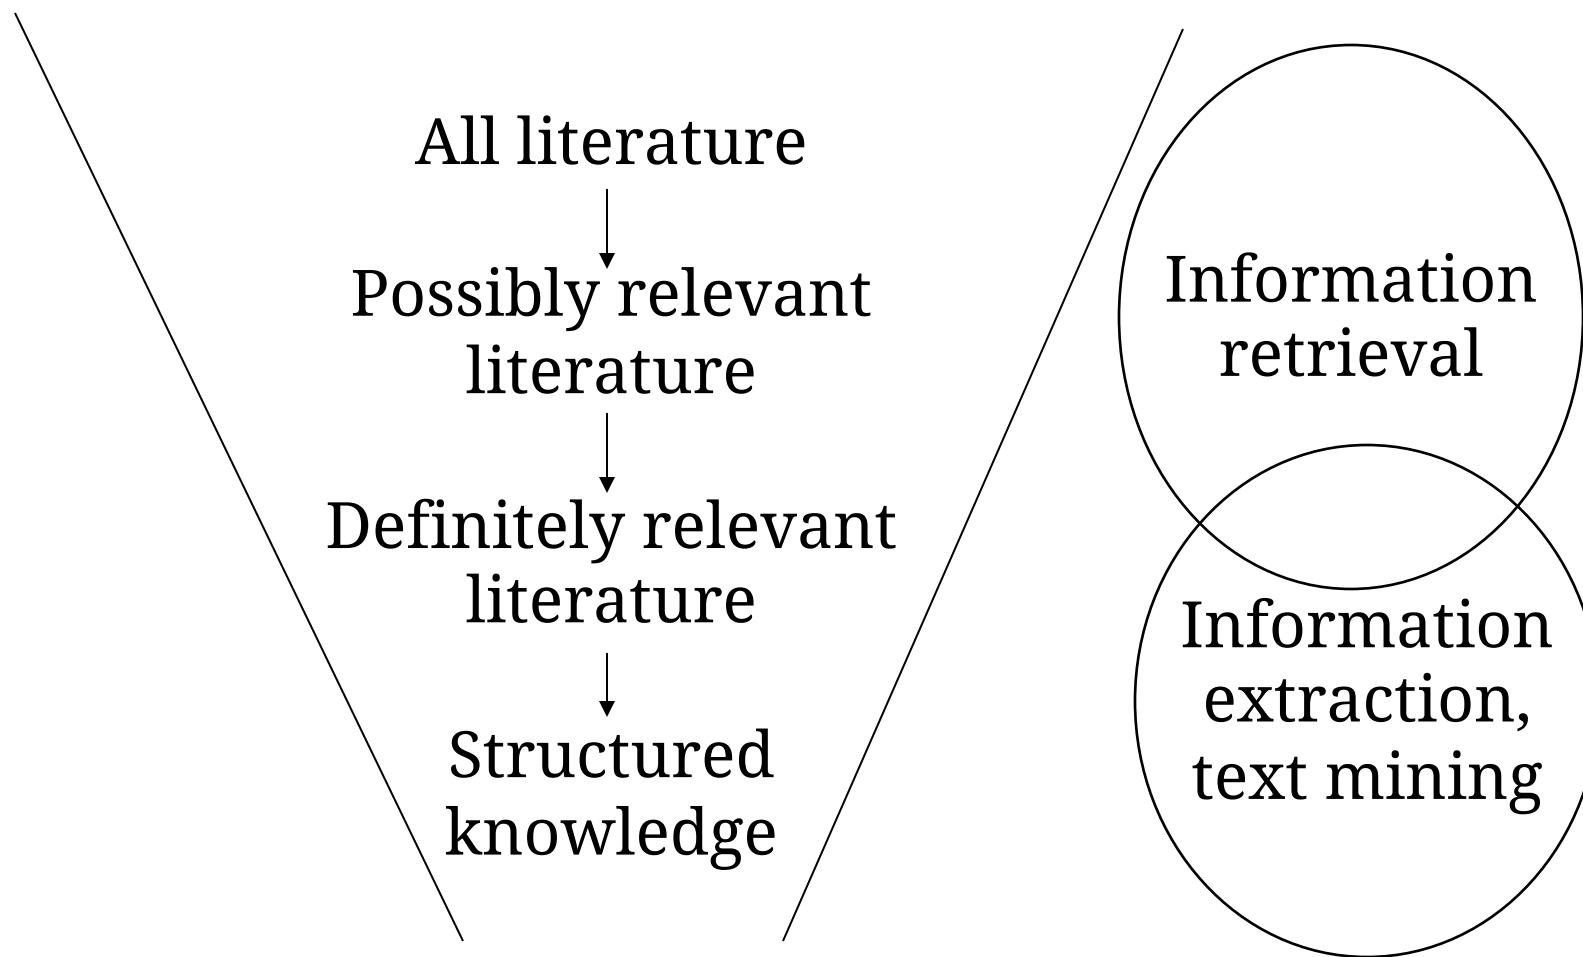 All literature
Possibly relevant
literature
Definitely relevant
literature
Structured
knowledge
Information
retrieval
Information
extraction,
text mining